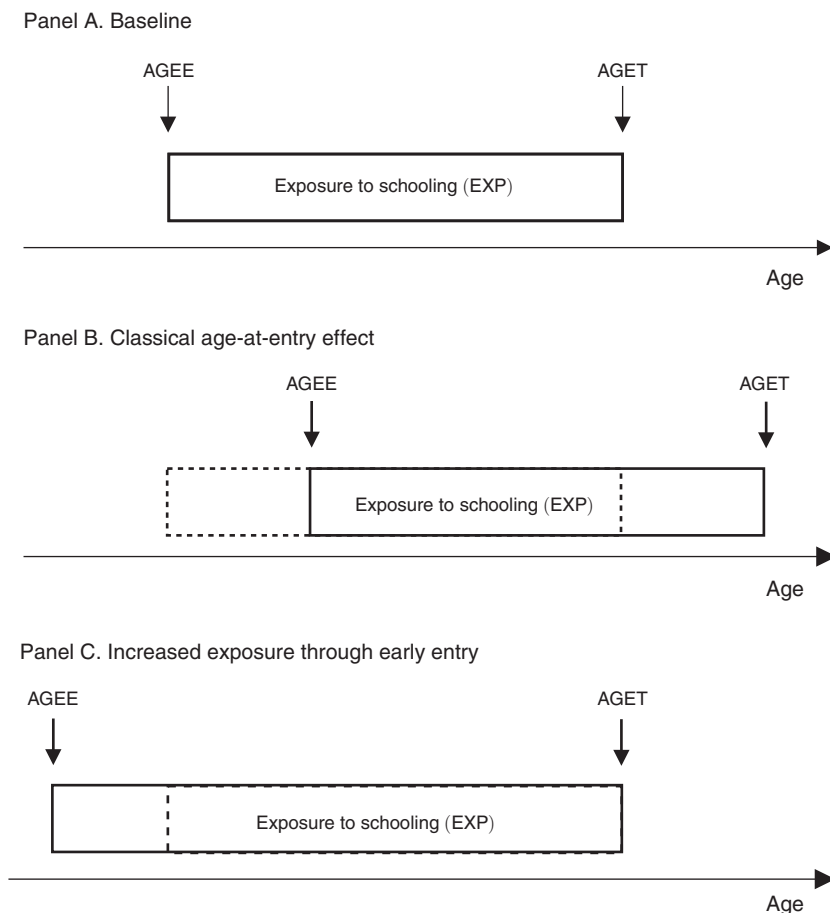 Panel A. Baseline
AGEE AGET
Exposure to schooling (EXP)
Age
Panel B. Classical age-at-entry effect
AGEE AGET
Exposure to schooling (EXP)
Age
Panel C. Increased exposure through early entry
AGEE AGET
Exposure to schooling (EXP)
Age